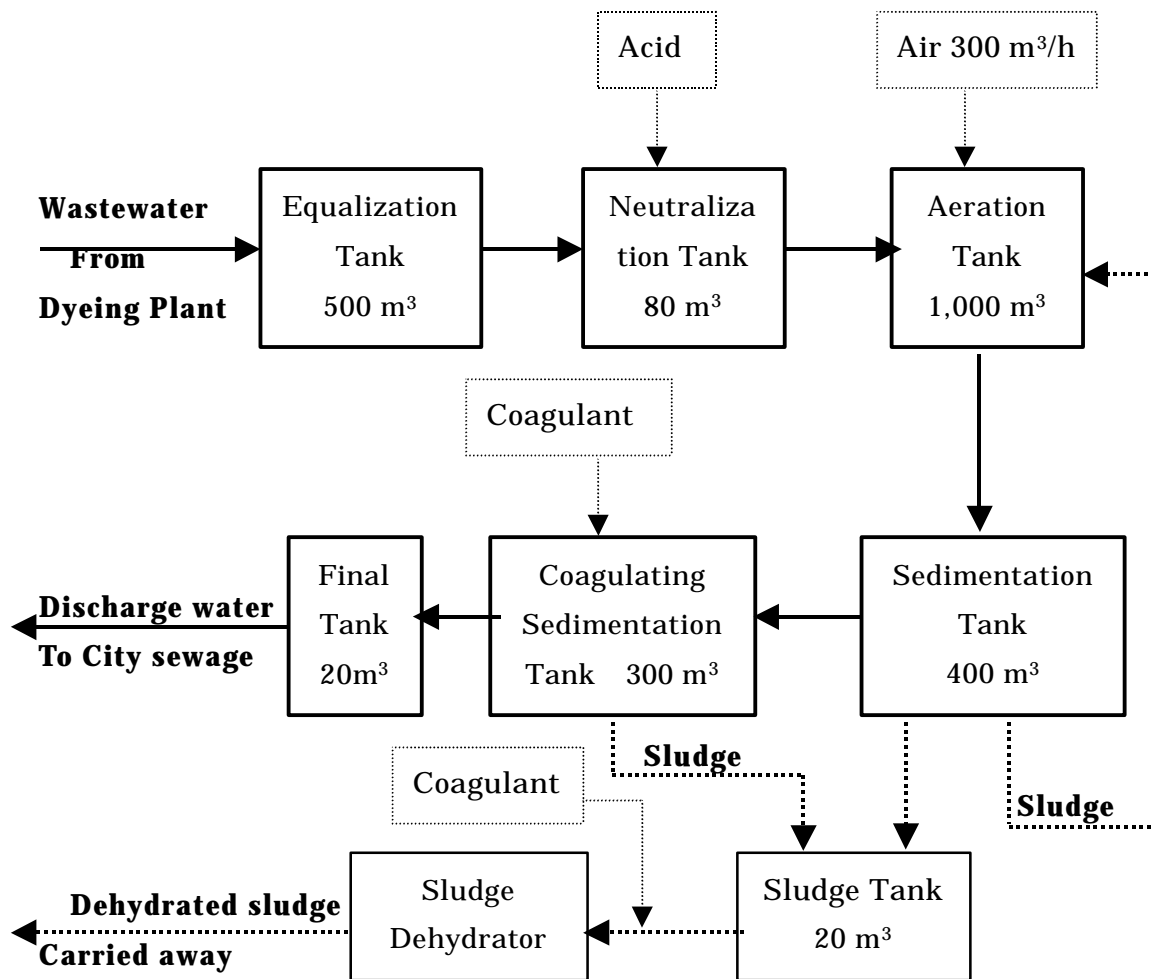 Acid
Air 300 m³/h
Wastewater
From
Dyeing Plant
Equalization
Tank
500 m³
Neutraliza
tion Tank
80 m³
Aeration
Tank
1,000 m³
Coagulant
Discharge water
To City sewage
Final
Tank
20m³
Coagulating
Sedimentation
Tank 300 m³
Sedimentation
Tank
400 m³
Sludge
Coagulant
Sludge
Dehydrated sludge
Carried away
Sludge
Dehydrator
Sludge Tank
20 m³